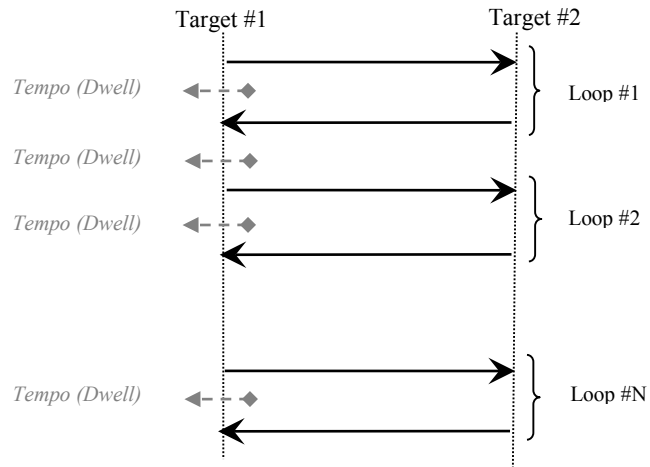 Target #1
Target #2
Tempo (Dwell)
Loop #1
Tempo (Dwell)
Tempo (Dwell)
Loop #2
Tempo (Dwell)
Loop #N